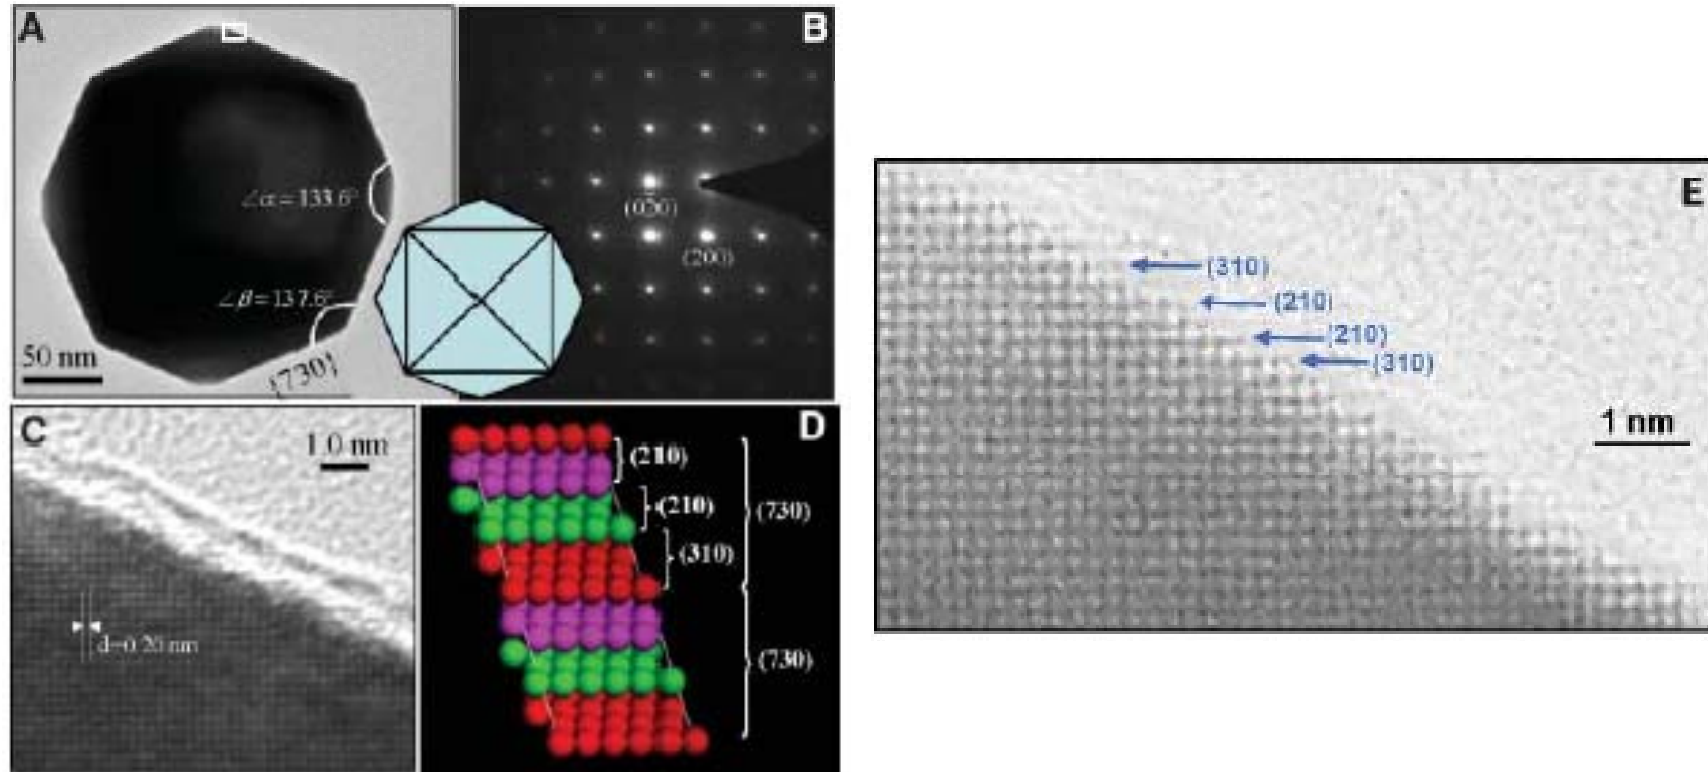 A
∠α = 133.6°
∠β = 137.6°
50 nm
{730}
B
(020)
(200)
C
1.0 nm
d=0.20 nm
D
(210)
(210)
(310)
(730)
(730)
E
(310)
(210)
(210)
(310)
1 nm